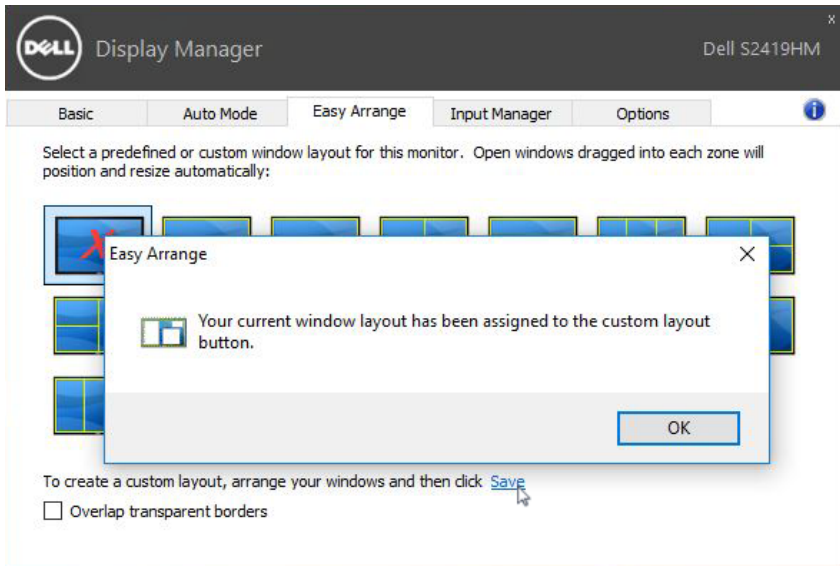 DELL
Display Manager
x
Dell S2419HM
Basic
Auto Mode
Easy Arrange
Input Manager
Options
i
Select a predefined or custom window layout for this monitor. Open windows dragged into each zone will
position and resize automatically:
X
Easy Arrange
Your current window layout has been assigned to the custom layout
button.
OK
To create a custom layout, arrange your windows and then click Save
Overlap transparent borders